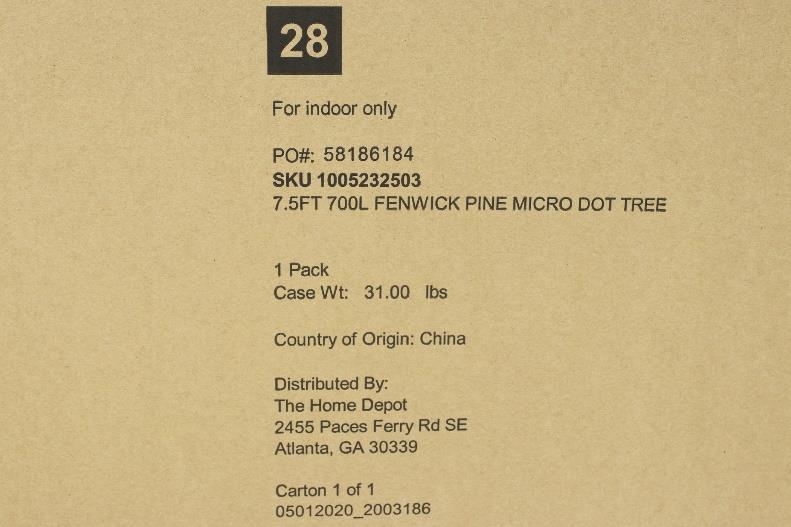 28
For indoor only
PO#: 58186184
SKU 1005232503
7.5FT 700L FENWICK PINE MICRO DOT TREE
1 Pack
Case Wt: 31.00 lbs
Country of Origin: China
Distributed By:
The Home Depot
2455 Paces Ferry Rd SE
Atlanta, GA 30339
Carton 1 of 1
05012020_2003186